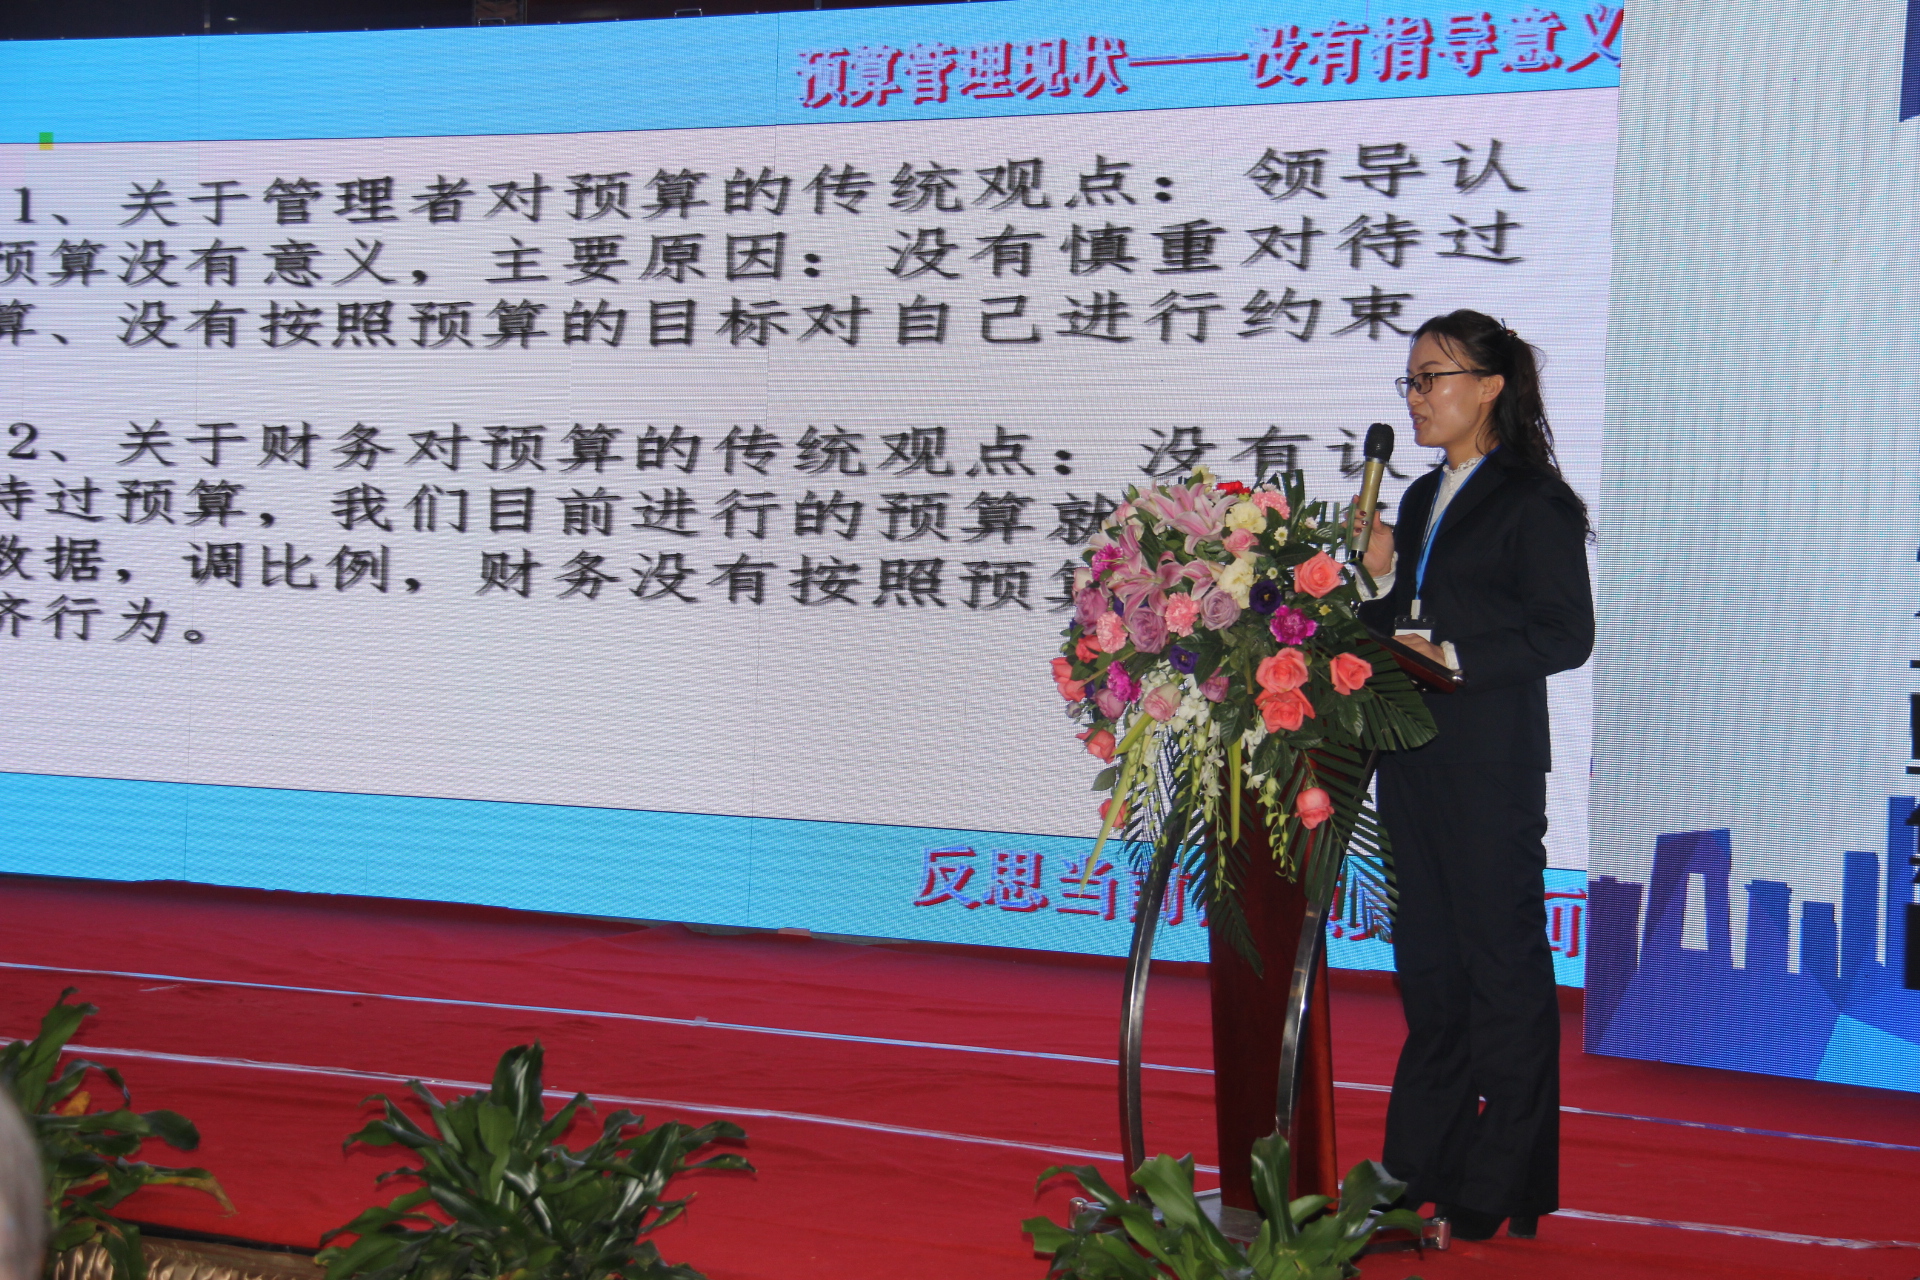 预算管理现状——没有指导意义
1、关于管理者对预算的传统观点：领导认
预算没有意义，主要原因：没有慎重对待过
算、没有按照预算的目标对自己进行约束
2、关于财务对预算的传统观点：没有认
待过预算，我们目前进行的预算就
数据，调比例，财务没有按照预算
济行为。
反思当前